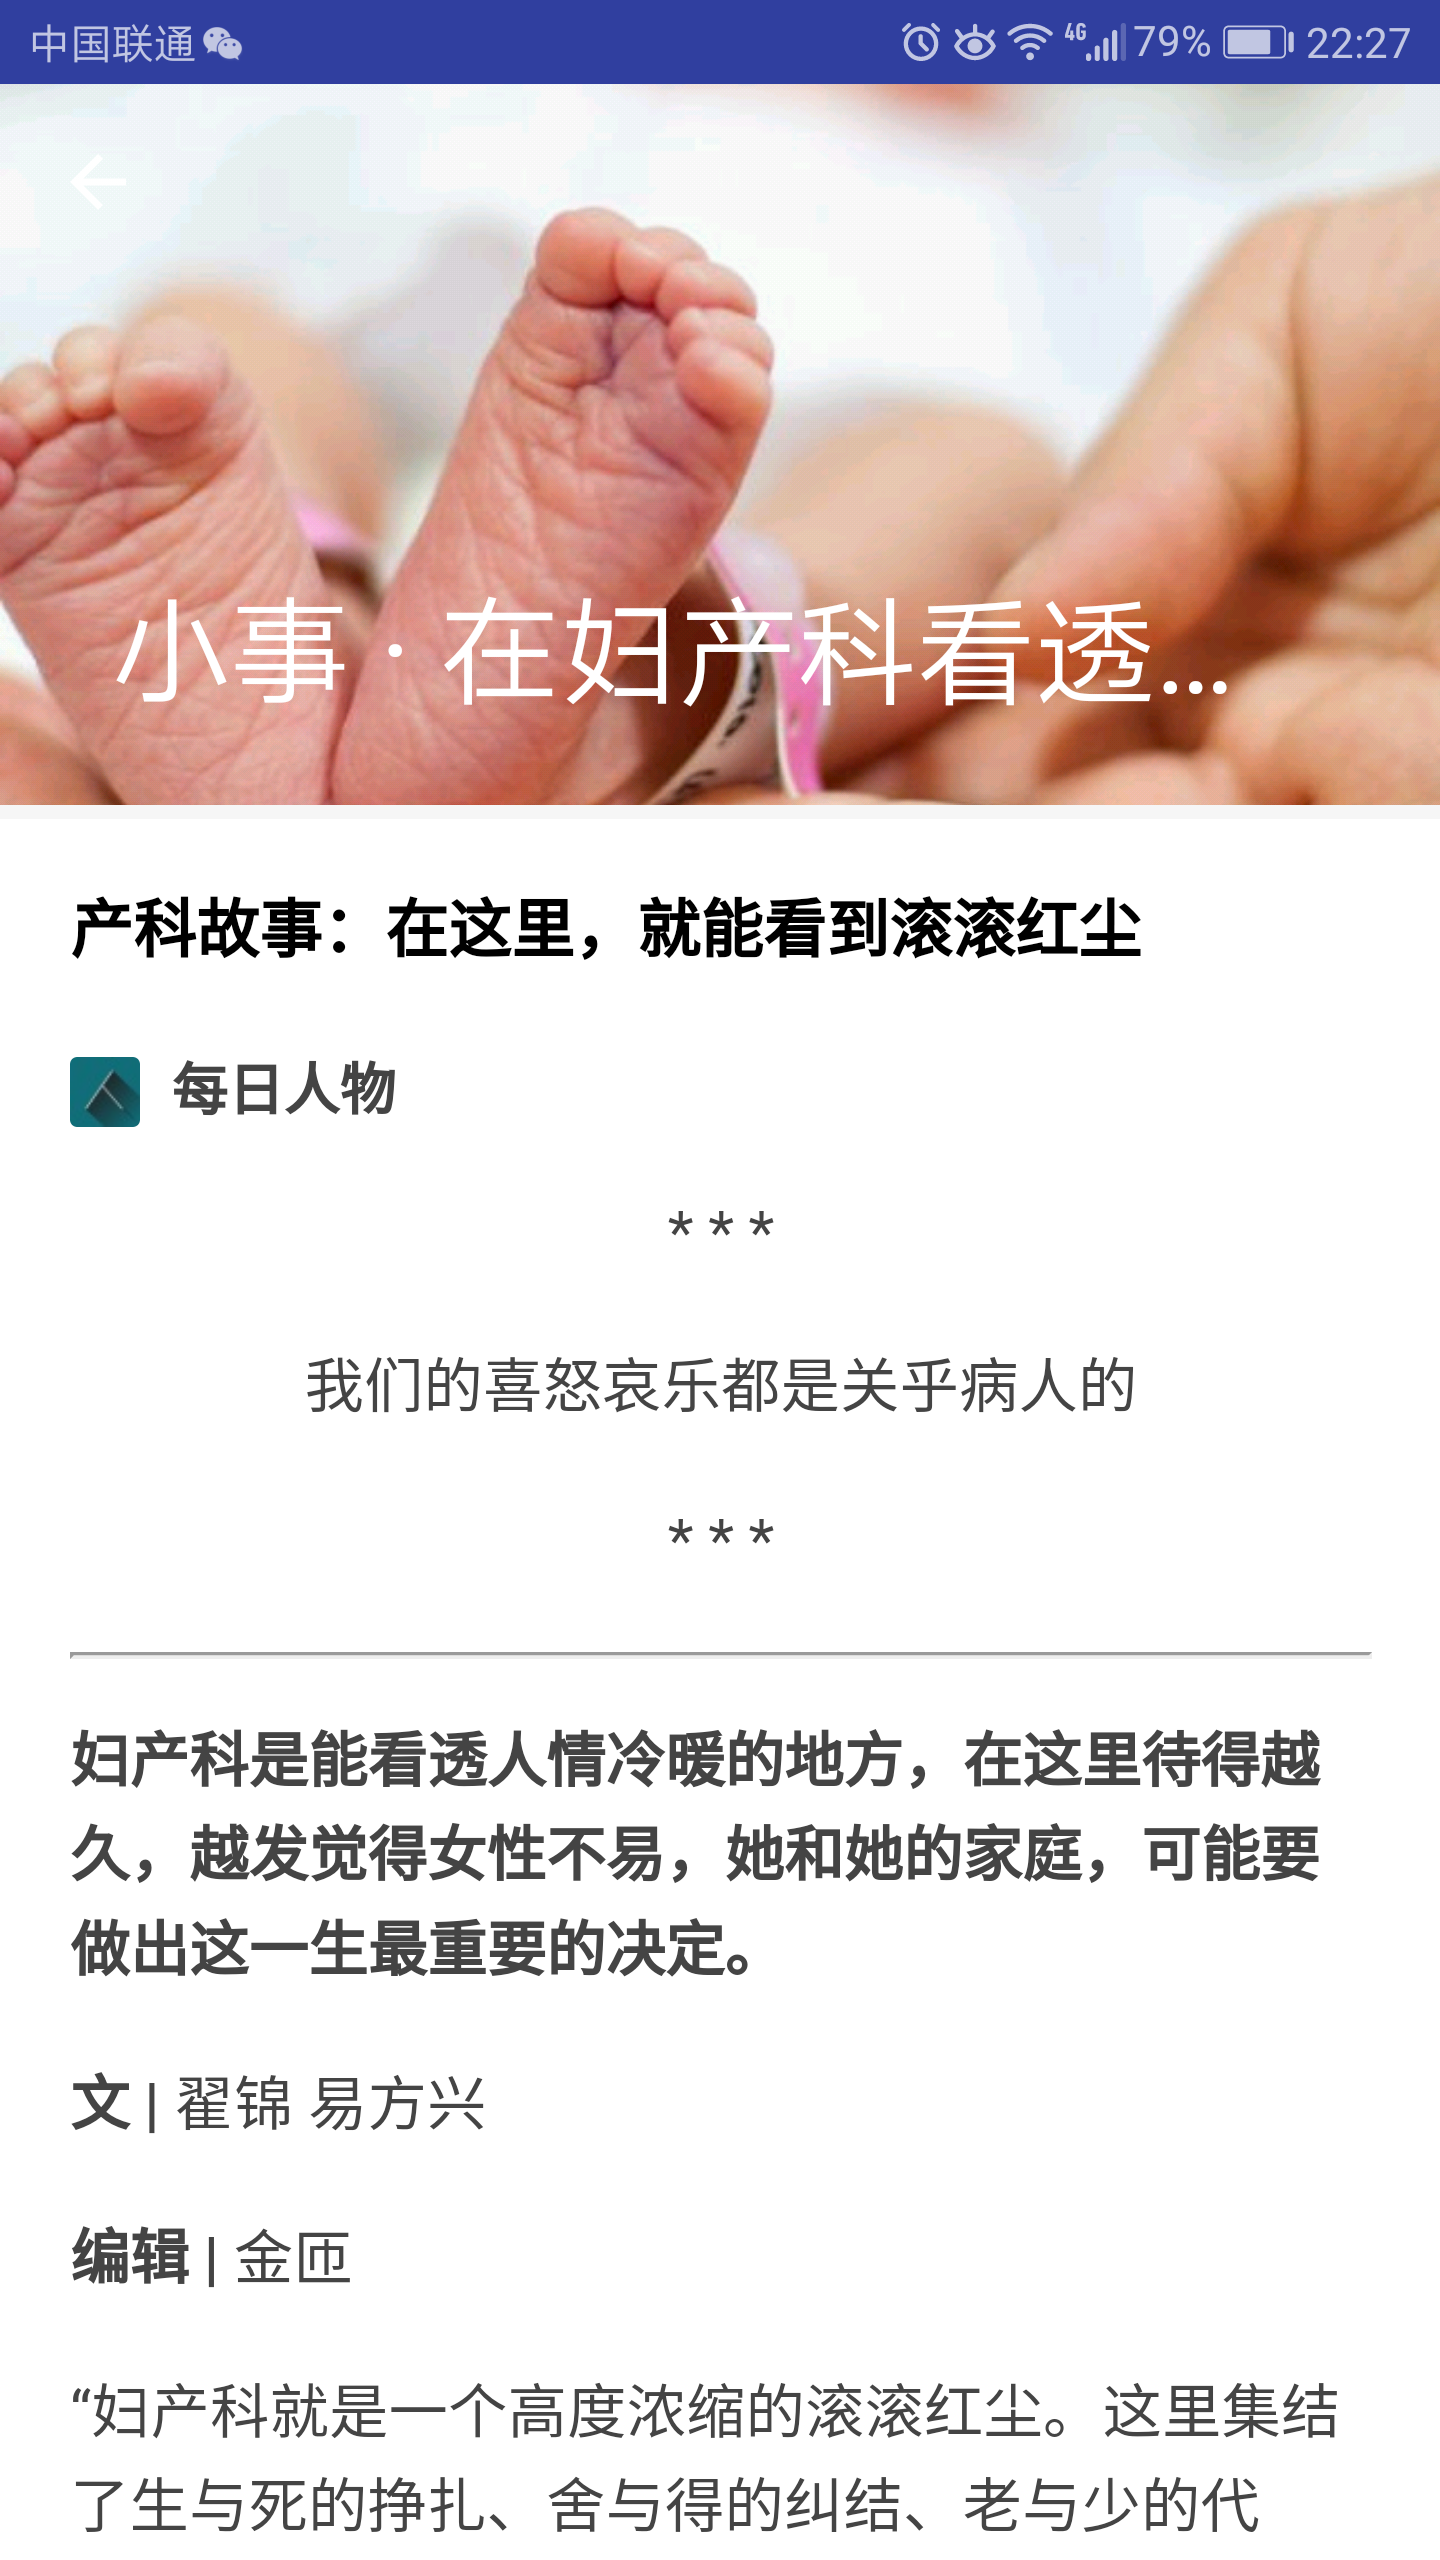 中国联通 4G 79% 22:27
小事 · 在妇产科看透...
产科故事：在这里，就能看到滚滚红尘
每日人物
* * *
我们的喜怒哀乐都是关乎病人的
* * *
妇产科是能看透人情冷暖的地方，在这里待得越
久，越发觉得女性不易，她和她的家庭，可能要
做出这一生最重要的决定。
文 | 翟锦 易方兴
编辑 | 金匝
“妇产科就是一个高度浓缩的滚滚红尘。这里集结
了生与死的挣扎、舍与得的纠结、老与少的代